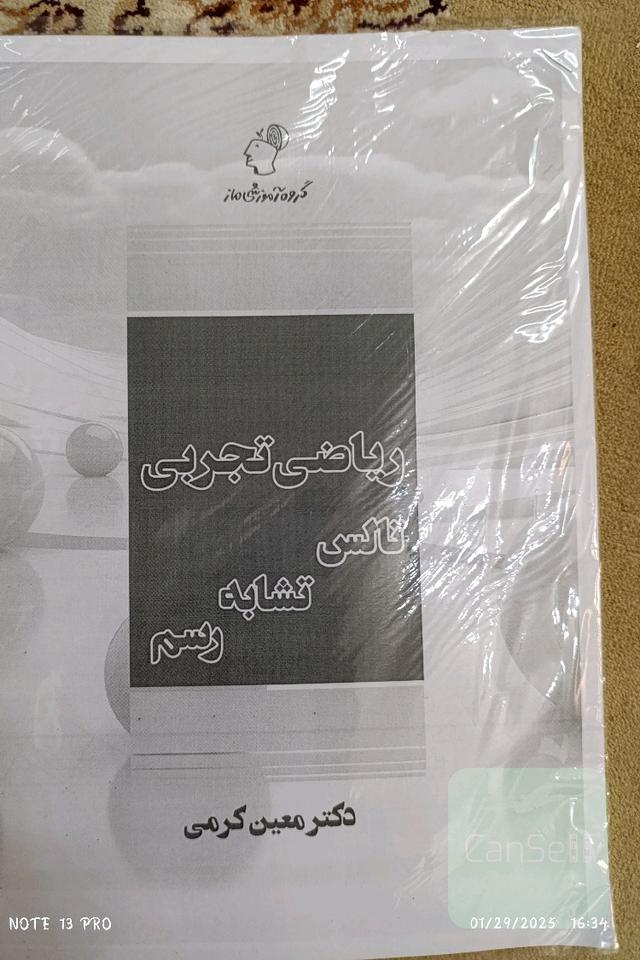 گروه آموزشی ماز
ریاضی تجربی
تالس
تشابه
رسم
دکتر معین کرمی
CanSell
NOTE 13 PRO
01/29/2025 16:34